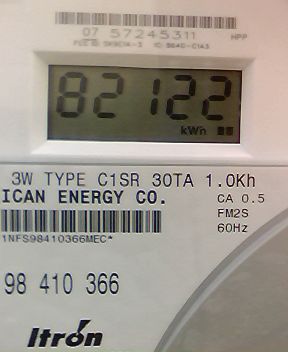 07 57245311 HPP
82122
kWh
3W TYPE C1SR 30TA 1.0Kh
ICAN ENERGY CO.
CA 0.5
FM2S
60Hz
1NFS98410366MEC*
98 410 366
Itron